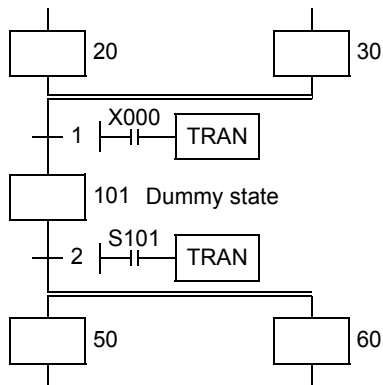 20 30
X000
1 TRAN
101 Dummy state
S101
2 TRAN
50 60